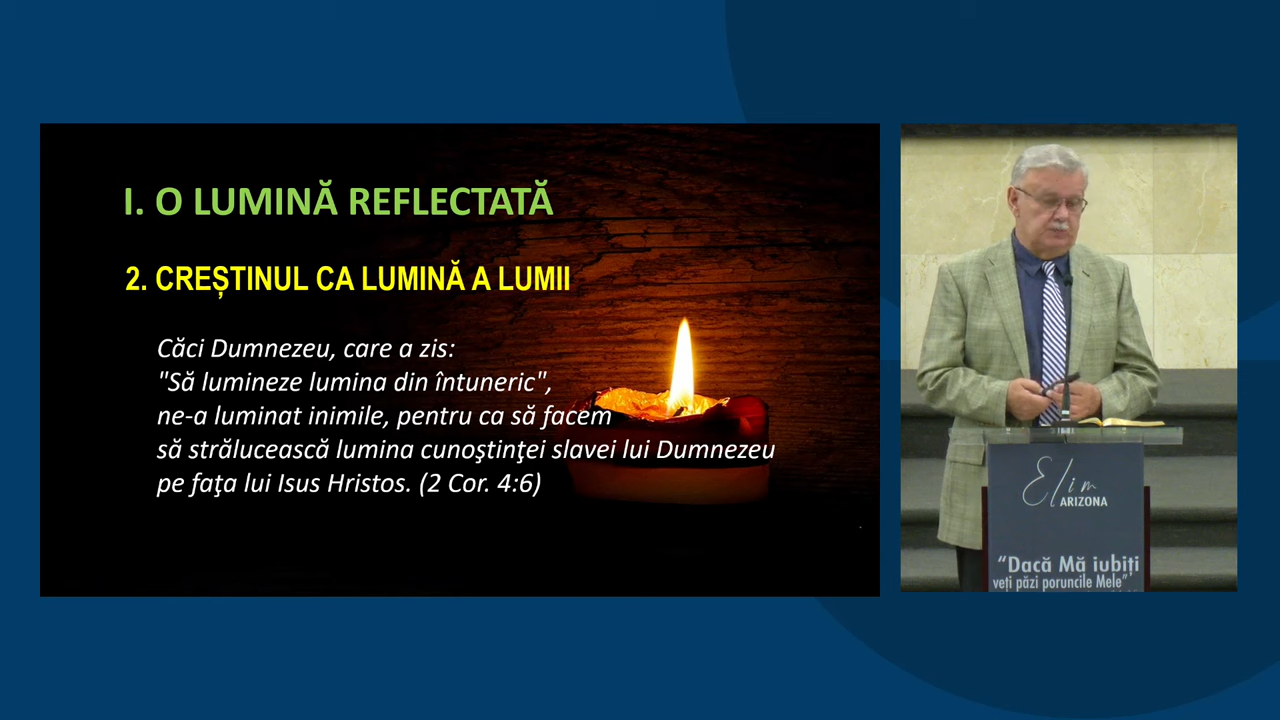 I. O LUMINĂ REFLECTATĂ
2. CREȘTINUL CA LUMINĂ A LUMII
Căci Dumnezeu, care a zis:
"Să lumineze lumina din întuneric",
ne-a luminat inimile, pentru ca să facem
să strălucească lumina cunoştinţei slavei lui Dumnezeu
pe faţa lui Isus Hristos. (2 Cor. 4:6)
Elim
ARIZONA
“Dacă Mă iubiți
veți păzi poruncile Mele”